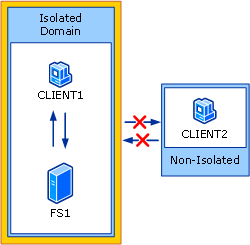 Isolated
Domain
CLIENT1
FS1
CLIENT2
Non-Isolated